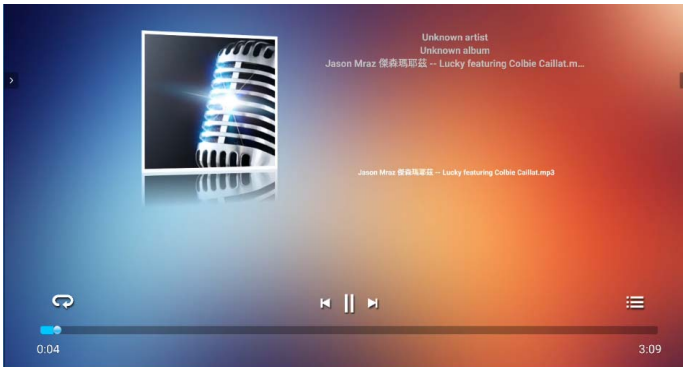 Unknown artist
Unknown album
Jason Mraz 傑森瑪耶茲 -- Lucky featuring Colbie Caillat.m...
Jason Mraz 傑森瑪耶茲 -- Lucky featuring Colbie Caillat.mp3
0:04
3:09